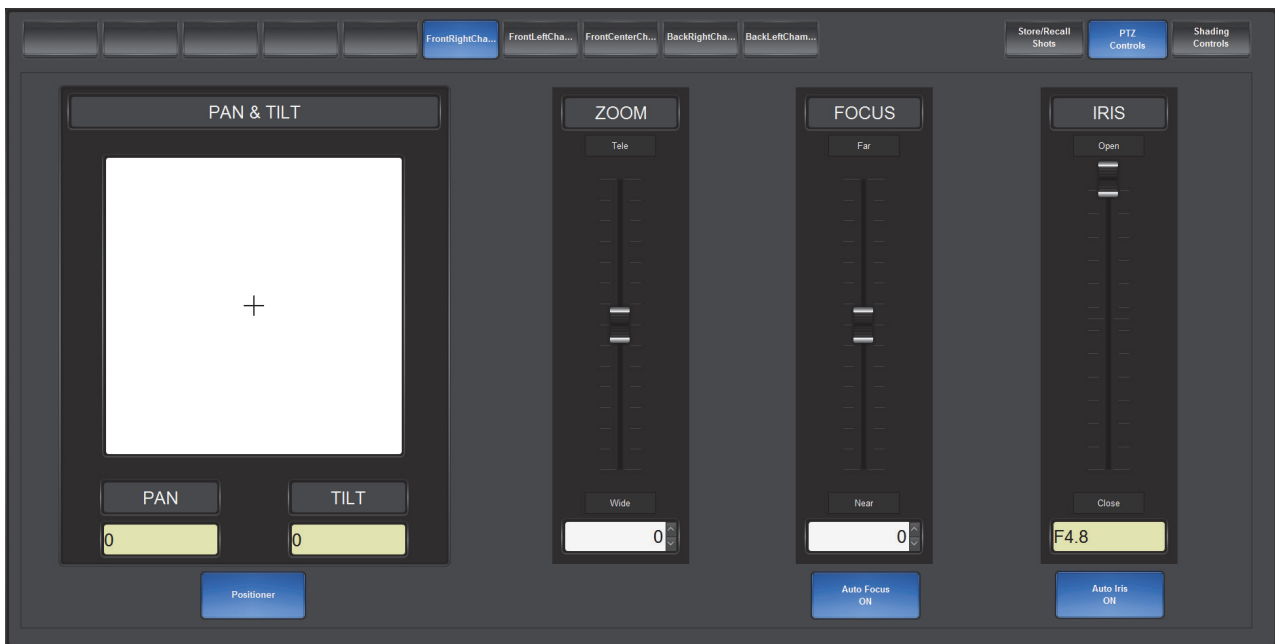 FrontRightCha...
FrontLeftCha...
FrontCenterCh...
BackRightCha...
BackLeftCham...
Store/Recall
Shots
PTZ
Controls
Shading
Controls
PAN & TILT
PAN
TILT
0
0
Positioner
ZOOM
Tele
Wide
0
FOCUS
Far
Near
0
Auto Focus
ON
IRIS
Open
Close
F4.8
Auto Iris
ON